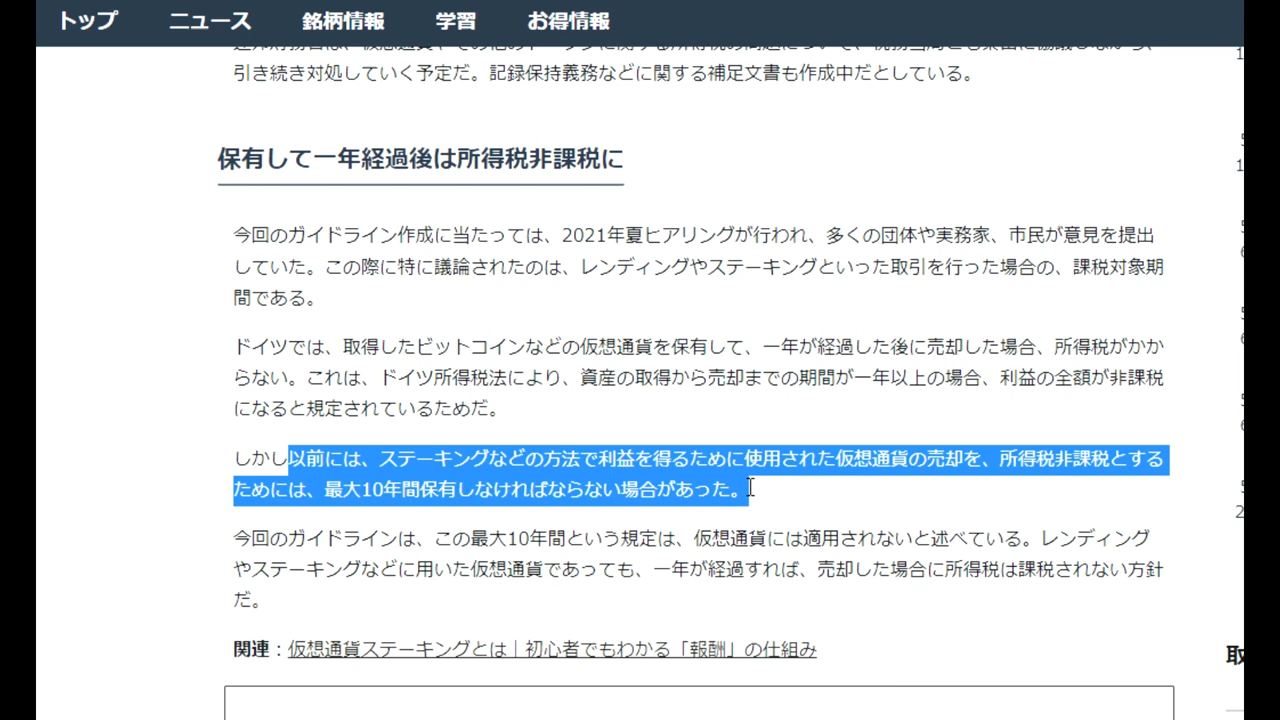 トップ ニュース 銘柄情報 学習 お得情報
引き続き対処していく予定だ。記録保持義務などに関する補足文書も作成中だとしている。
保有して一年経過後は所得税非課税に
今回のガイドライン作成に当たっては、2021年夏ヒアリングが行われ、多くの団体や実務家、市民が意見を提出
していた。この際に特に議論されたのは、レンディングやステーキングといった取引を行った場合の、課税対象期
間である。
ドイツでは、取得したビットコインなどの仮想通貨を保有して、一年が経過した後に売却した場合、所得税がかか
らない。これは、ドイツ所得税法により、資産の取得から売却までの期間が一年以上の場合、利益の全額が非課税
になると規定されているためだ。
しかし以前には、ステーキングなどの方法で利益を得るために使用された仮想通貨の売却を、所得税非課税とする
ためには、最大10年間保有しなければならない場合があった。
今回のガイドラインは、この最大10年間という規定は、仮想通貨には適用されないと述べている。レンディング
やステーキングなどに用いた仮想通貨であっても、一年が経過すれば、売却した場合に所得税は課税されない方針
だ。
関連：仮想通貨ステーキングとは｜初心者でもわかる「報酬」の仕組み
取